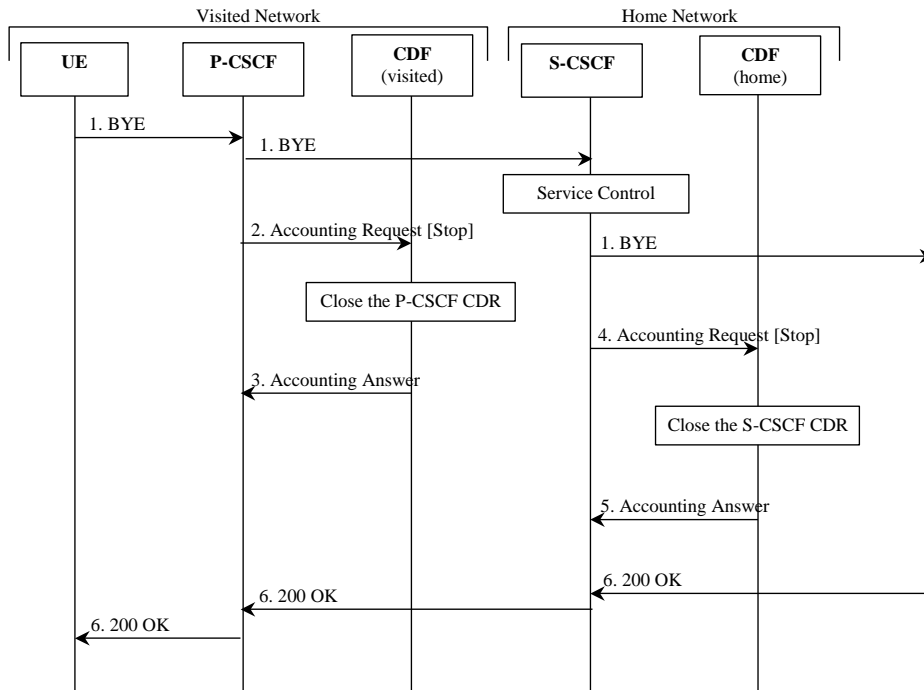 Visited Network
Home Network
UE
P-CSCF
CDF
(visited)
S-CSCF
CDF
(home)
1. BYE
1. BYE
Service Control
2. Accounting Request [Stop]
1. BYE
Close the P-CSCF CDR
4. Accounting Request [Stop]
3. Accounting Answer
Close the S-CSCF CDR
5. Accounting Answer
6. 200 OK
6. 200 OK
6. 200 OK